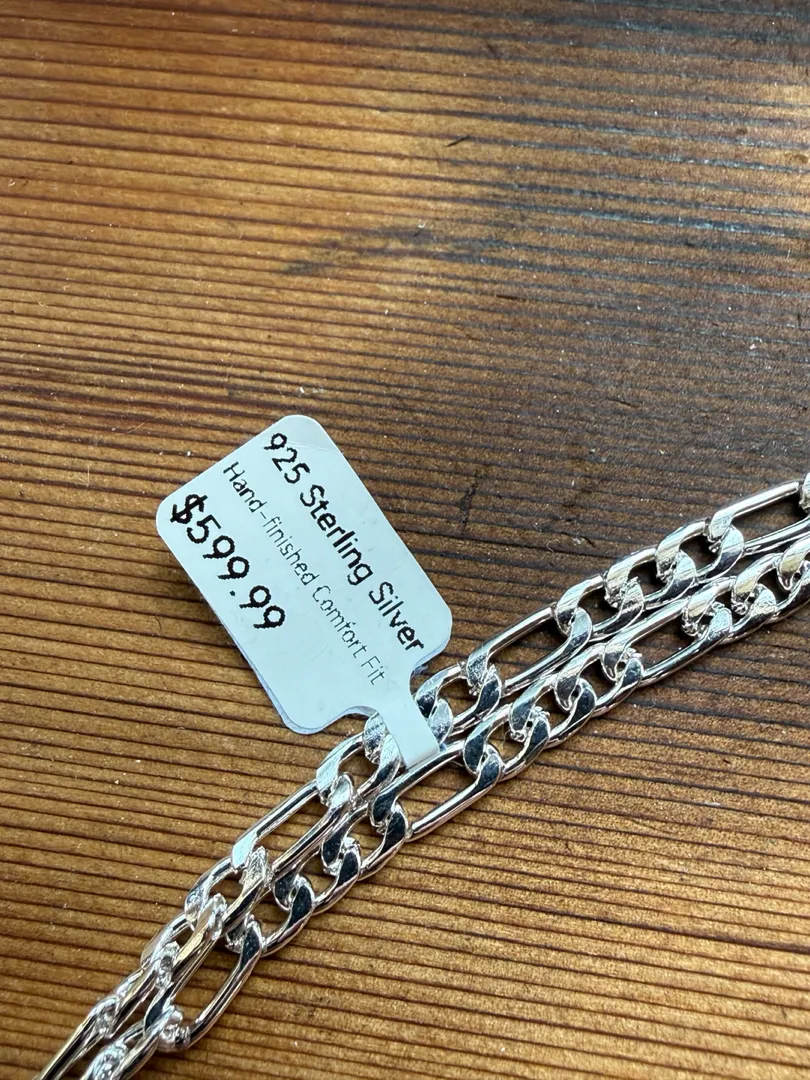 925 Sterling Silver
Hand-finished Comfort Fit
$599.99